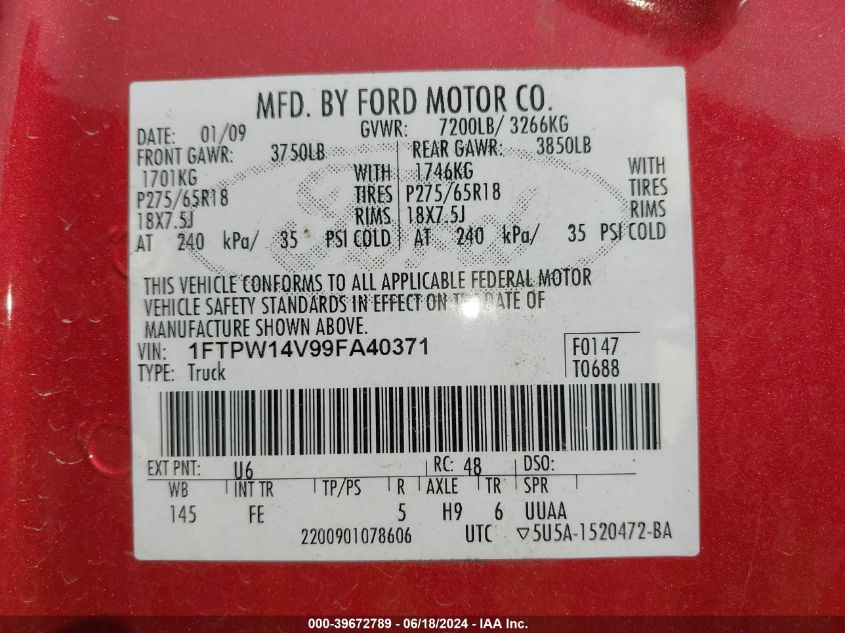 MFD. BY FORD MOTOR CO.
DATE: 01/09 GVWR: 7200LB/ 3266KG
FRONT GAWR: 3750LB REAR GAWR: 3850LB
1701KG WITH 1746KG WITH
P275/65R18 TIRES P275/65R18 TIRES
18X7.5J RIMS 18X7.5J RIMS
AT 240 kPa/ 35 PSI COLD AT 240 kPa/ 35 PSI COLD
Ford
THIS VEHICLE CONFORMS TO ALL APPLICABLE FEDERAL MOTOR
VEHICLE SAFETY STANDARDS IN EFFECT ON THE DATE OF
MANUFACTURE SHOWN ABOVE.
VIN: 1FTPW14V99FA40371 F0147
TYPE: Truck T0688
EXT PNT: U6 RC: 48 DSO:
WB INT TR TP/PS R AXLE TR SPR
145 FE 5 H9 6 UUAA
2200901078606 UTC ▽5U5A-1520472-BA
000-39672789 - 06/18/2024 - IAAI Inc.